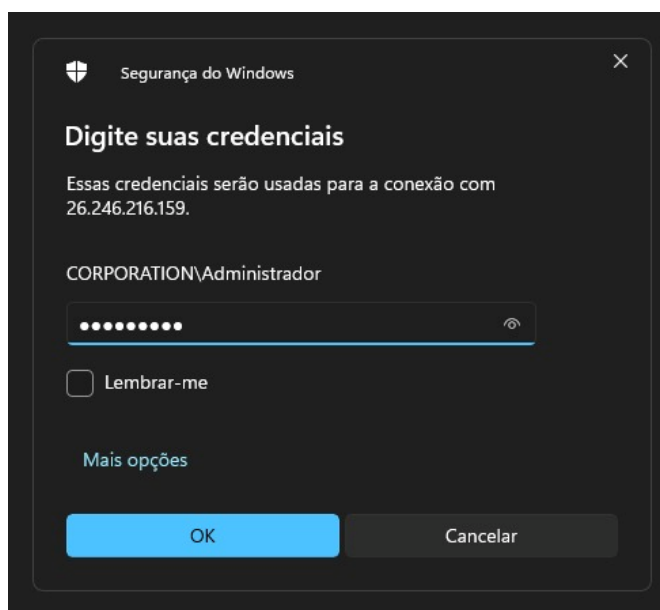 Segurança do Windows
Digite suas credenciais
Essas credenciais serão usadas para a conexão com
26.246.216.159.
CORPORATION\Administrador
•••••••••
Lembrar-me
Mais opções
OK
Cancelar